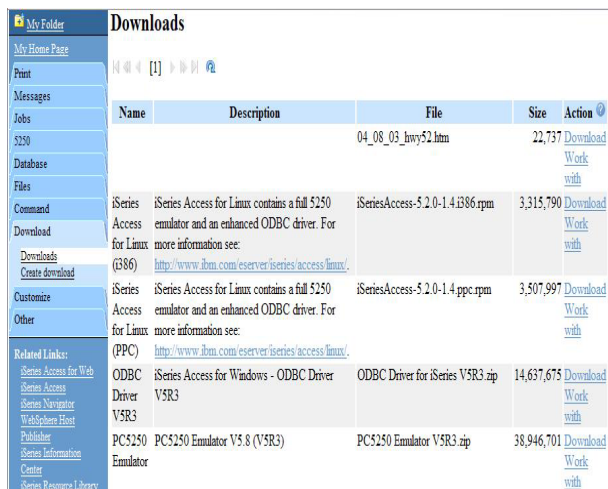 My Folder
My Home Page
Print
Messages
Jobs
5250
Database
Files
Command
Download
Downloads
Create download
Customize
Other
Related Links:
iSeries Access for Web
iSeries Access
iSeries Navigator
WebSphere Host
Publisher
iSeries Information
Center
iSeries Resource Library
Downloads
[1]
Name Description File Size Action
04_08_03_hwy52.htm 22,737 Download
Work
with
iSeries iSeries Access for Linux contains a full 5250 iSeriesAccess-5.2.0-1.4.i386.rpm 3,315,790 Download
Access emulator and an enhanced ODBC driver. For Work
for Linux more information see: with
(i386) http://www.ibm.com/eserver/iseries/access/linux/.
iSeries iSeries Access for Linux contains a full 5250 iSeriesAccess-5.2.0-1.4.ppc.rpm 3,507,997 Download
Access emulator and an enhanced ODBC driver. For Work
for Linux more information see: with
(PPC) http://www.ibm.com/eserver/iseries/access/linux/.
ODBC iSeries Access for Windows - ODBC Driver ODBC Driver for iSeries V5R3.zip 14,637,675 Download
Driver V5R3 Work
V5R3 with
PC5250 PC5250 Emulator V5.8 (V5R3) PC5250 Emulator V5R3.zip 38,946,701 Download
Emulator Work
with